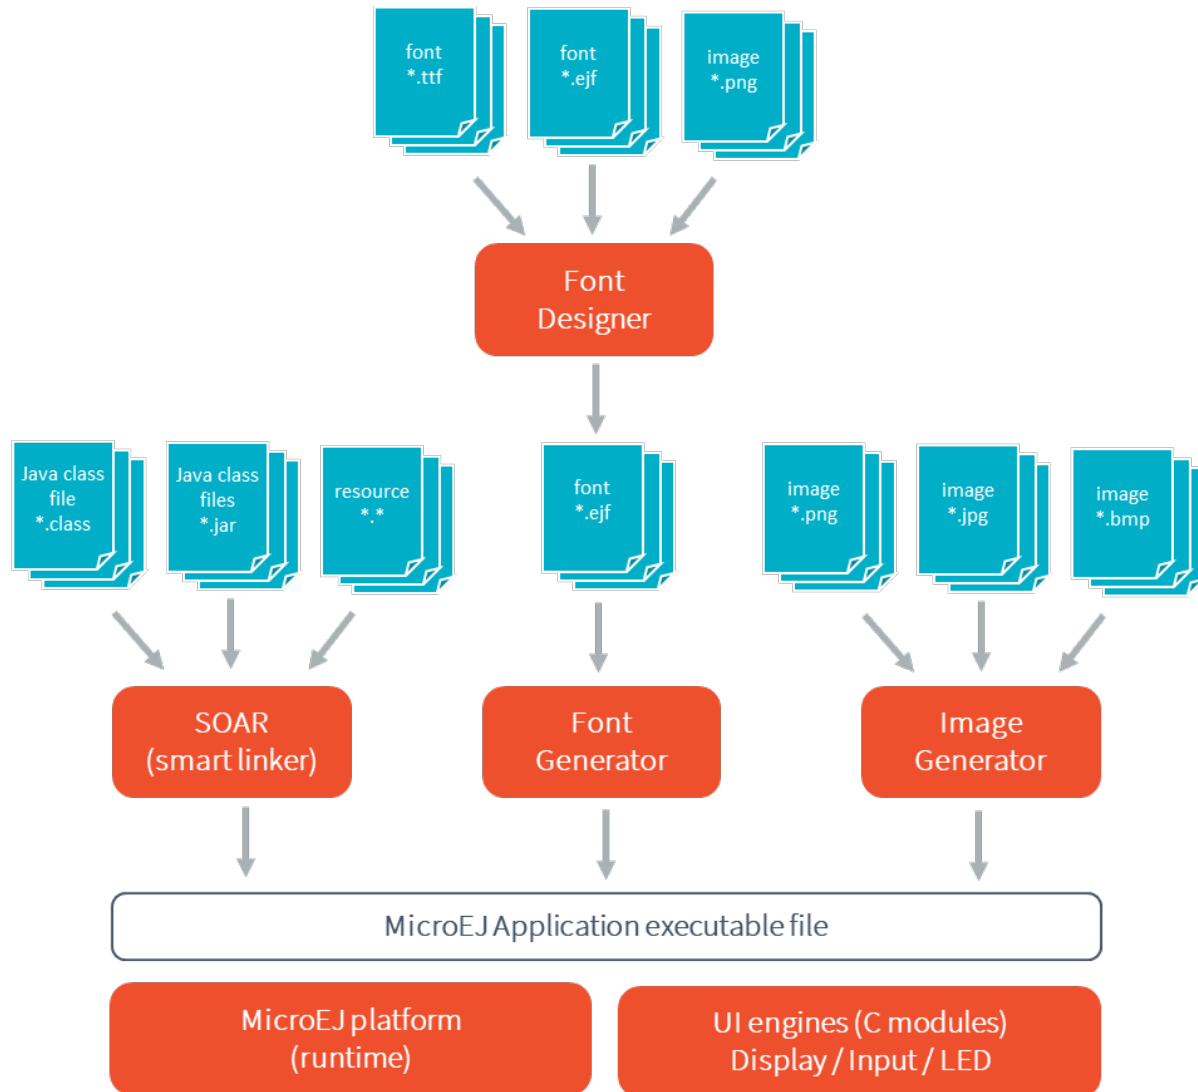 font
*.ttf
font
*.ejf
image
*.png
Font
Designer
Java class
file
*.class
Java class
files
*.jar
resource
*.*
font
*.ejf
image
*.png
image
*.jpg
image
*.bmp
SOAR
(smart linker)
Font
Generator
Image
Generator
MicroEJ Application executable file
MicroEJ platform
(runtime)
UI engines (C modules)
Display / Input / LED